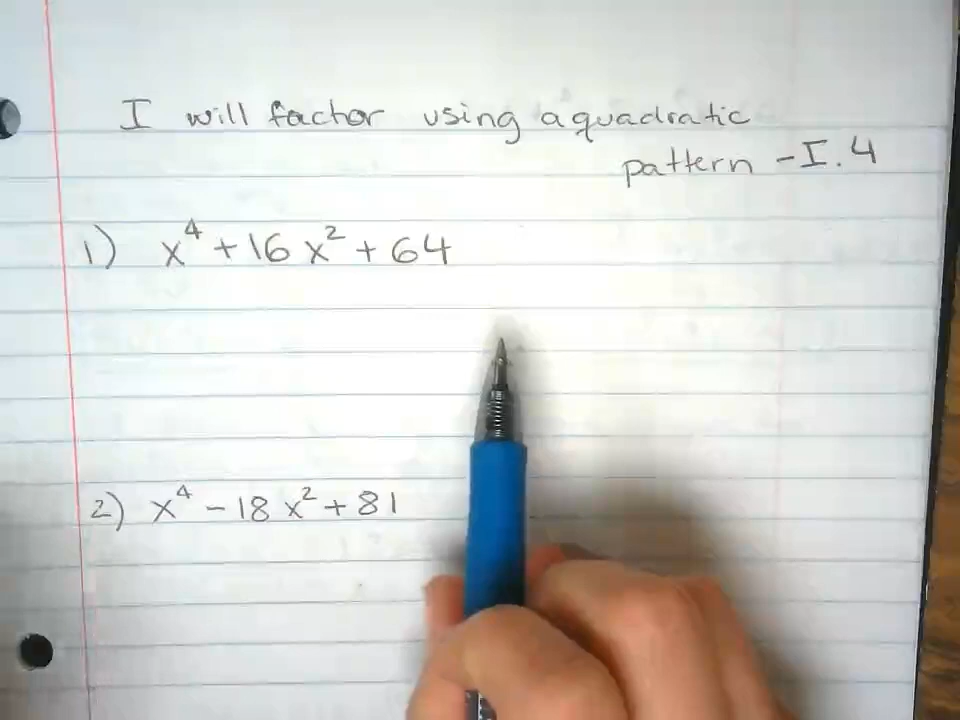 I will factor using a quadratic
pattern - I.4
1) x⁴ + 16x² + 64
2) x⁴ - 18x² + 81